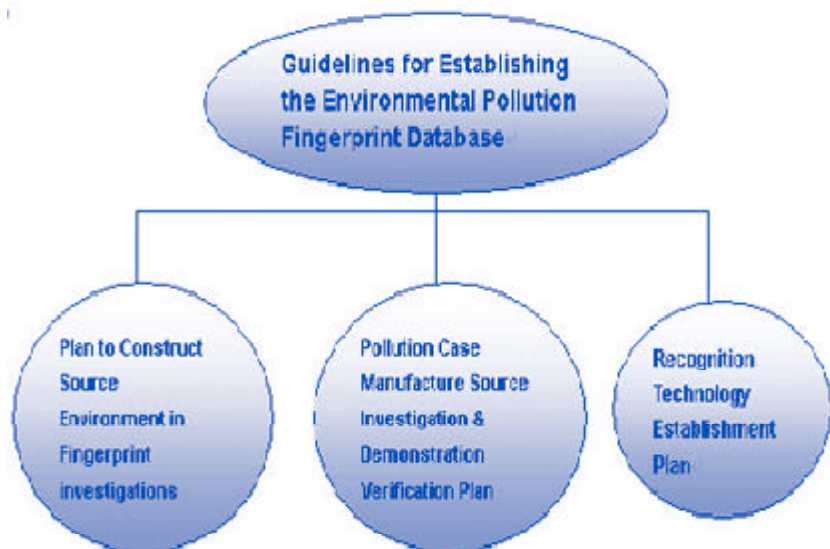 Guidelines for Establishing
the Environmental Pollution
Fingerprint Database
Plan to Construct
Source
Environment in
Fingerprint
investigations
Pollution Case
Manufacture Source
Investigation &
Demonstration
Verification Plan
Recognition
Technology
Establishment
Plan